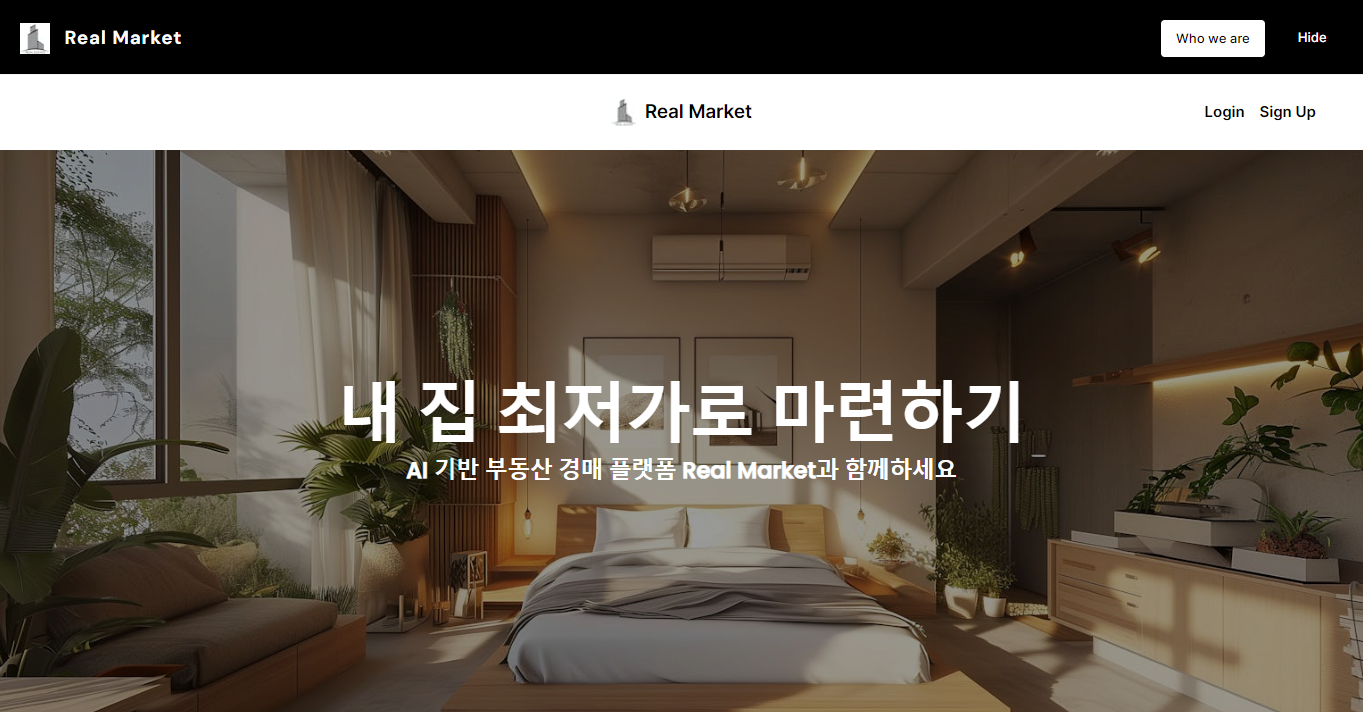 Real Market
Who we are
Hide
Real Market
Login
Sign Up
내 집 최저가로 마련하기
AI 기반 부동산 경매 플랫폼 Real Market과 함께하세요